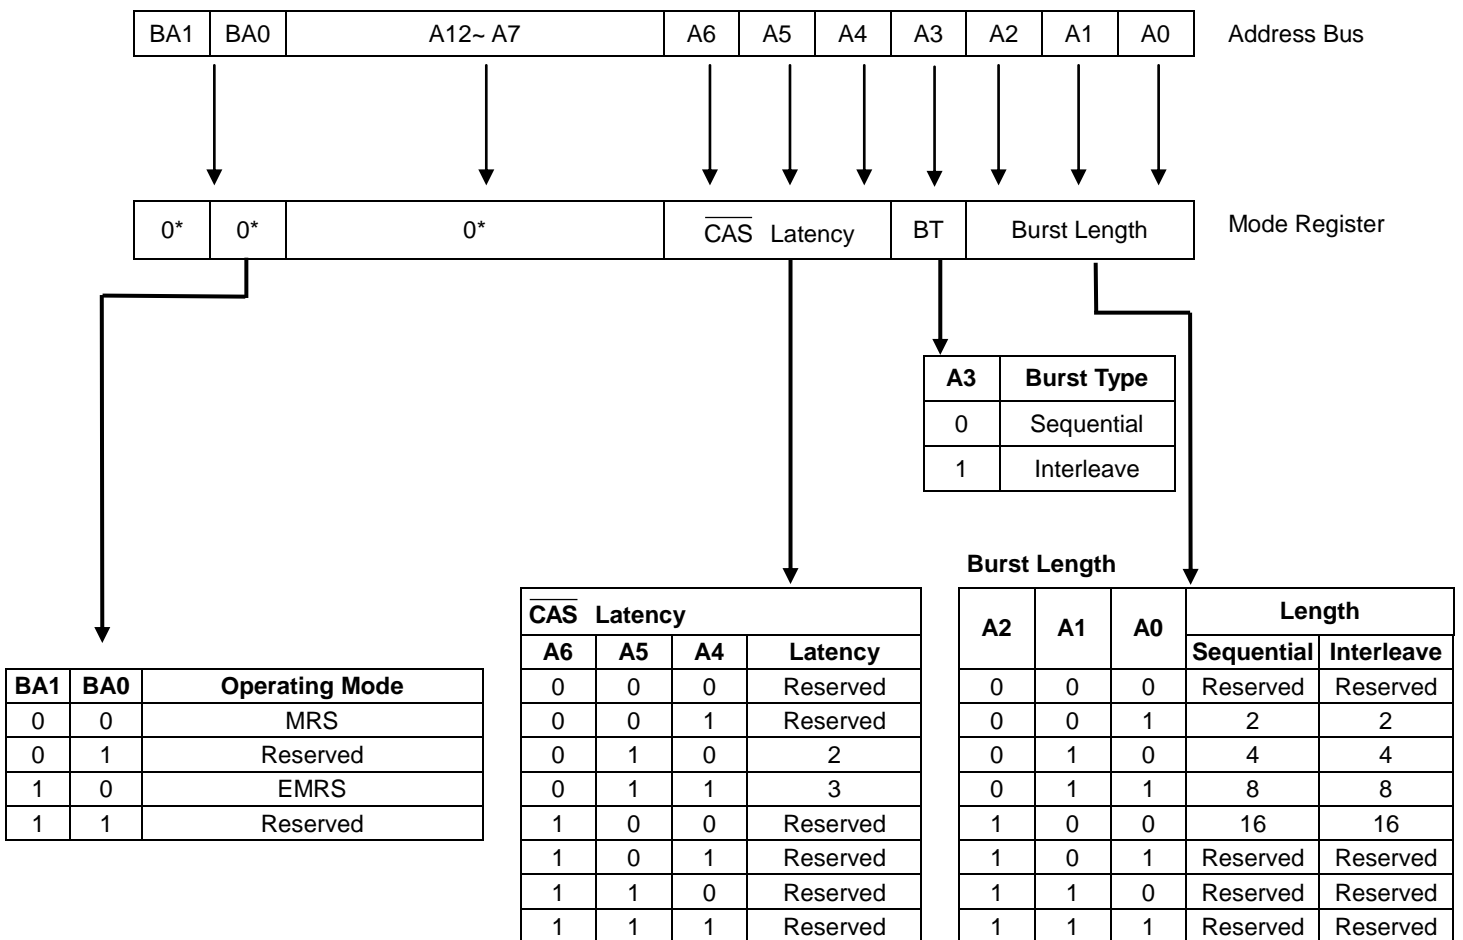 BA1 BA0 A12~ A7 A6 A5 A4 A3 A2 A1 A0 Address Bus
0* 0* 0* CAS Latency BT Burst Length Mode Register
A3 Burst Type
0 Sequential
1 Interleave
BA1 BA0 Operating Mode
0 0 MRS
0 1 Reserved
1 0 EMRS
1 1 Reserved
CAS Latency
A6 A5 A4 Latency
0 0 0 Reserved
0 0 1 Reserved
0 1 0 2
0 1 1 3
1 0 0 Reserved
1 0 1 Reserved
1 1 0 Reserved
1 1 1 Reserved
Burst Length
A2 A1 A0 Length
Sequential Interleave
0 0 0 Reserved Reserved
0 0 1 2 2
0 1 0 4 4
0 1 1 8 8
1 0 0 16 16
1 0 1 Reserved Reserved
1 1 0 Reserved Reserved
1 1 1 Reserved Reserved